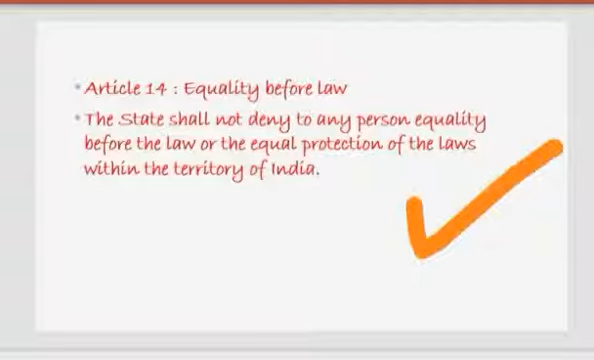 Article 14 : Equality before law
The State shall not deny to any person equality
before the law or the equal protection of the laws
within the territory of India.